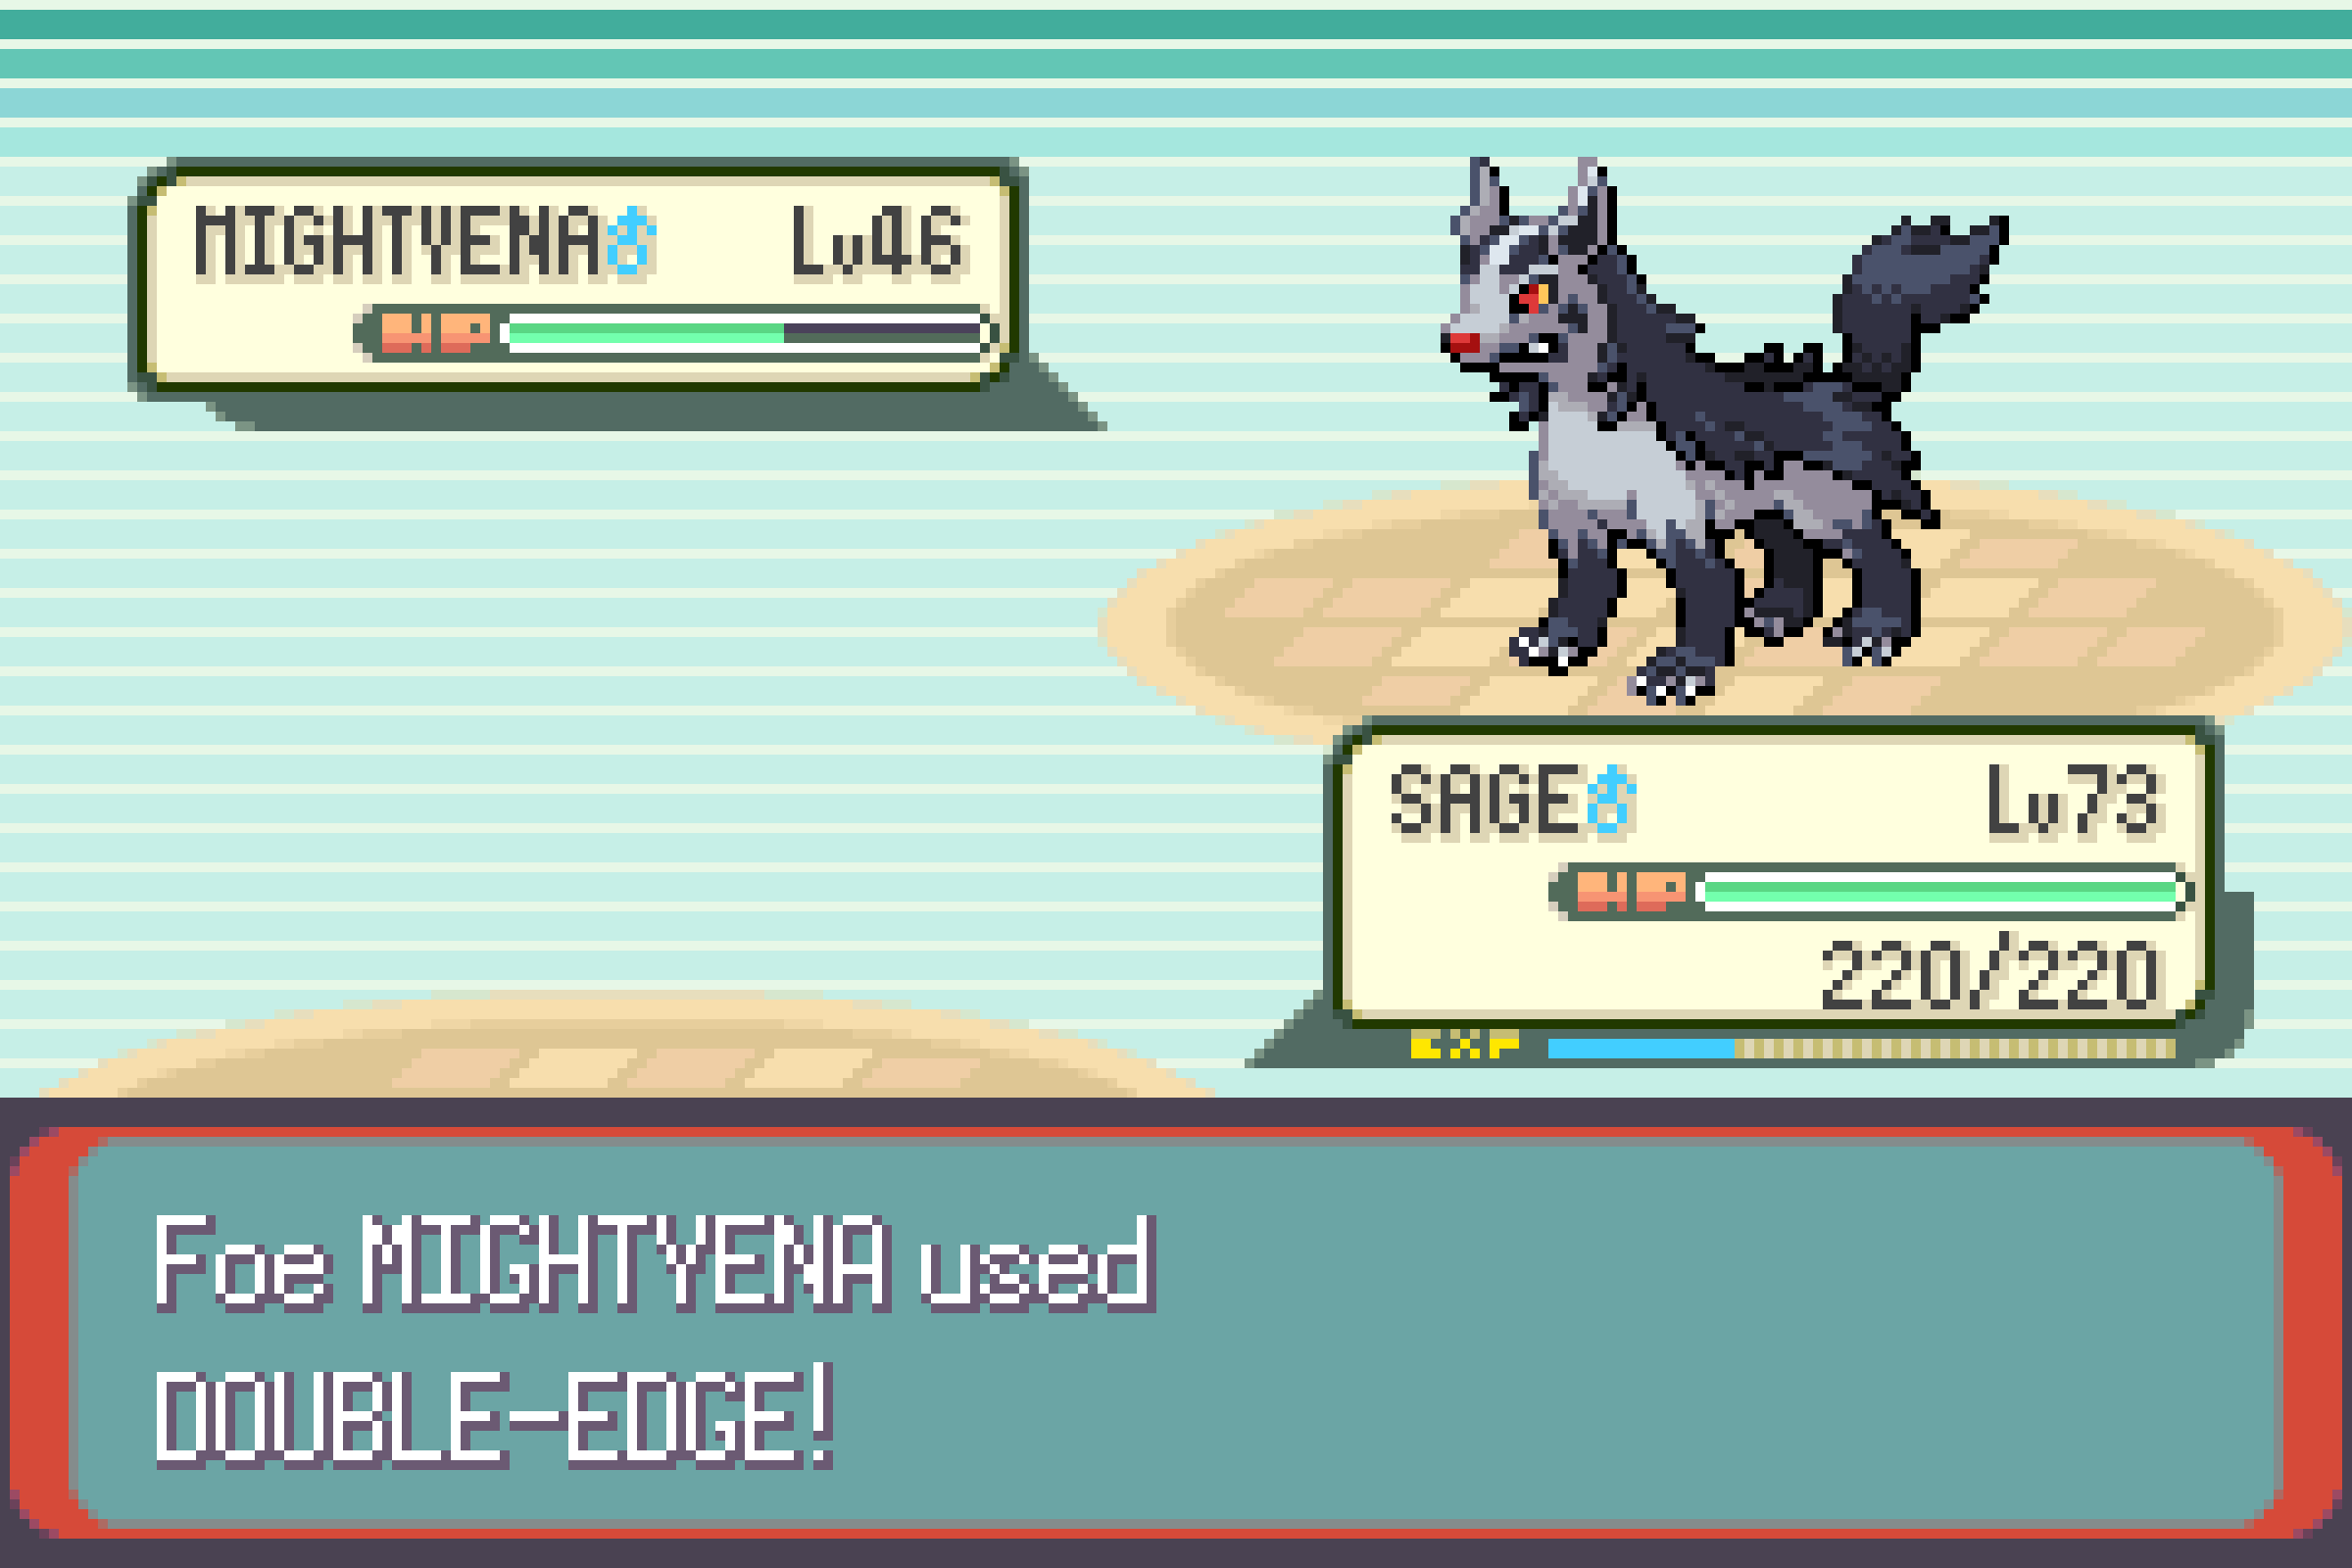 MIGHTYENA♂ Lv46
HP
SAGE♂ Lv73
HP
220/220
EXP
Foe MIGHTYENA used
DOUBLE-EDGE!